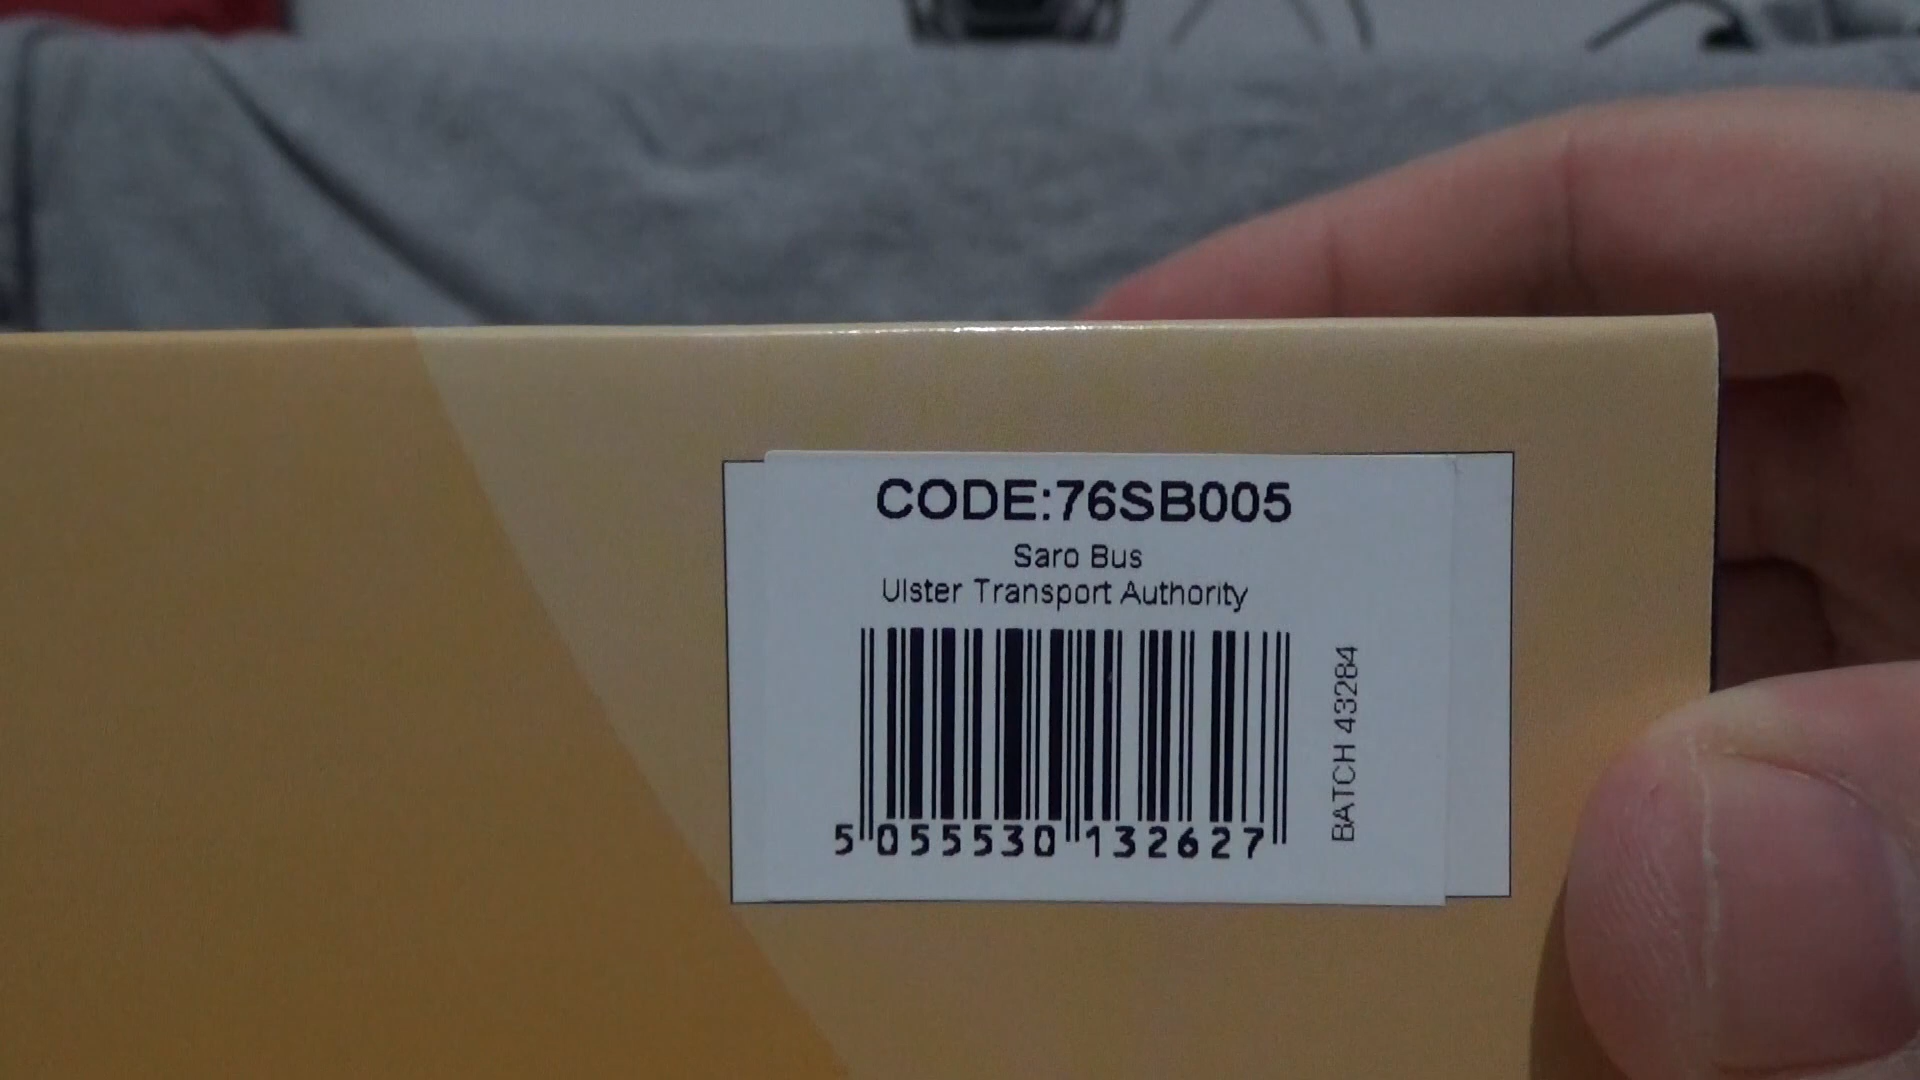 CODE:76SB005
Saro Bus
Ulster Transport Authority
5 055530 132627
BATCH 43284